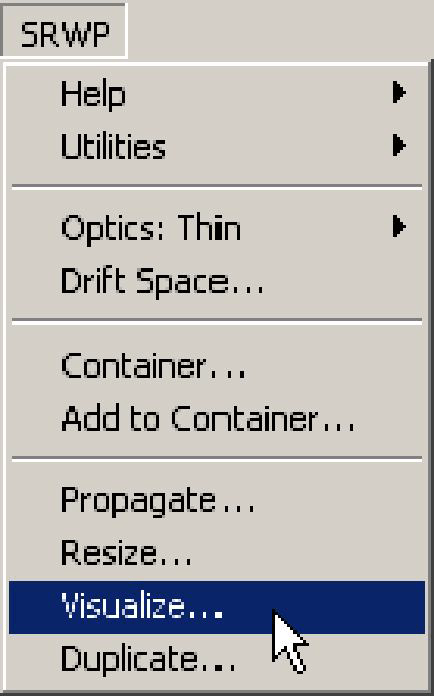 SRWP
Help
Utilities
Optics: Thin
Drift Space...
Container...
Add to Container...
Propagate...
Resize...
Visualize...
Duplicate...